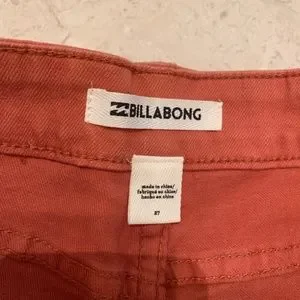 BILLABONG
made in china/
fabriqué en chine/
hecho en china
27